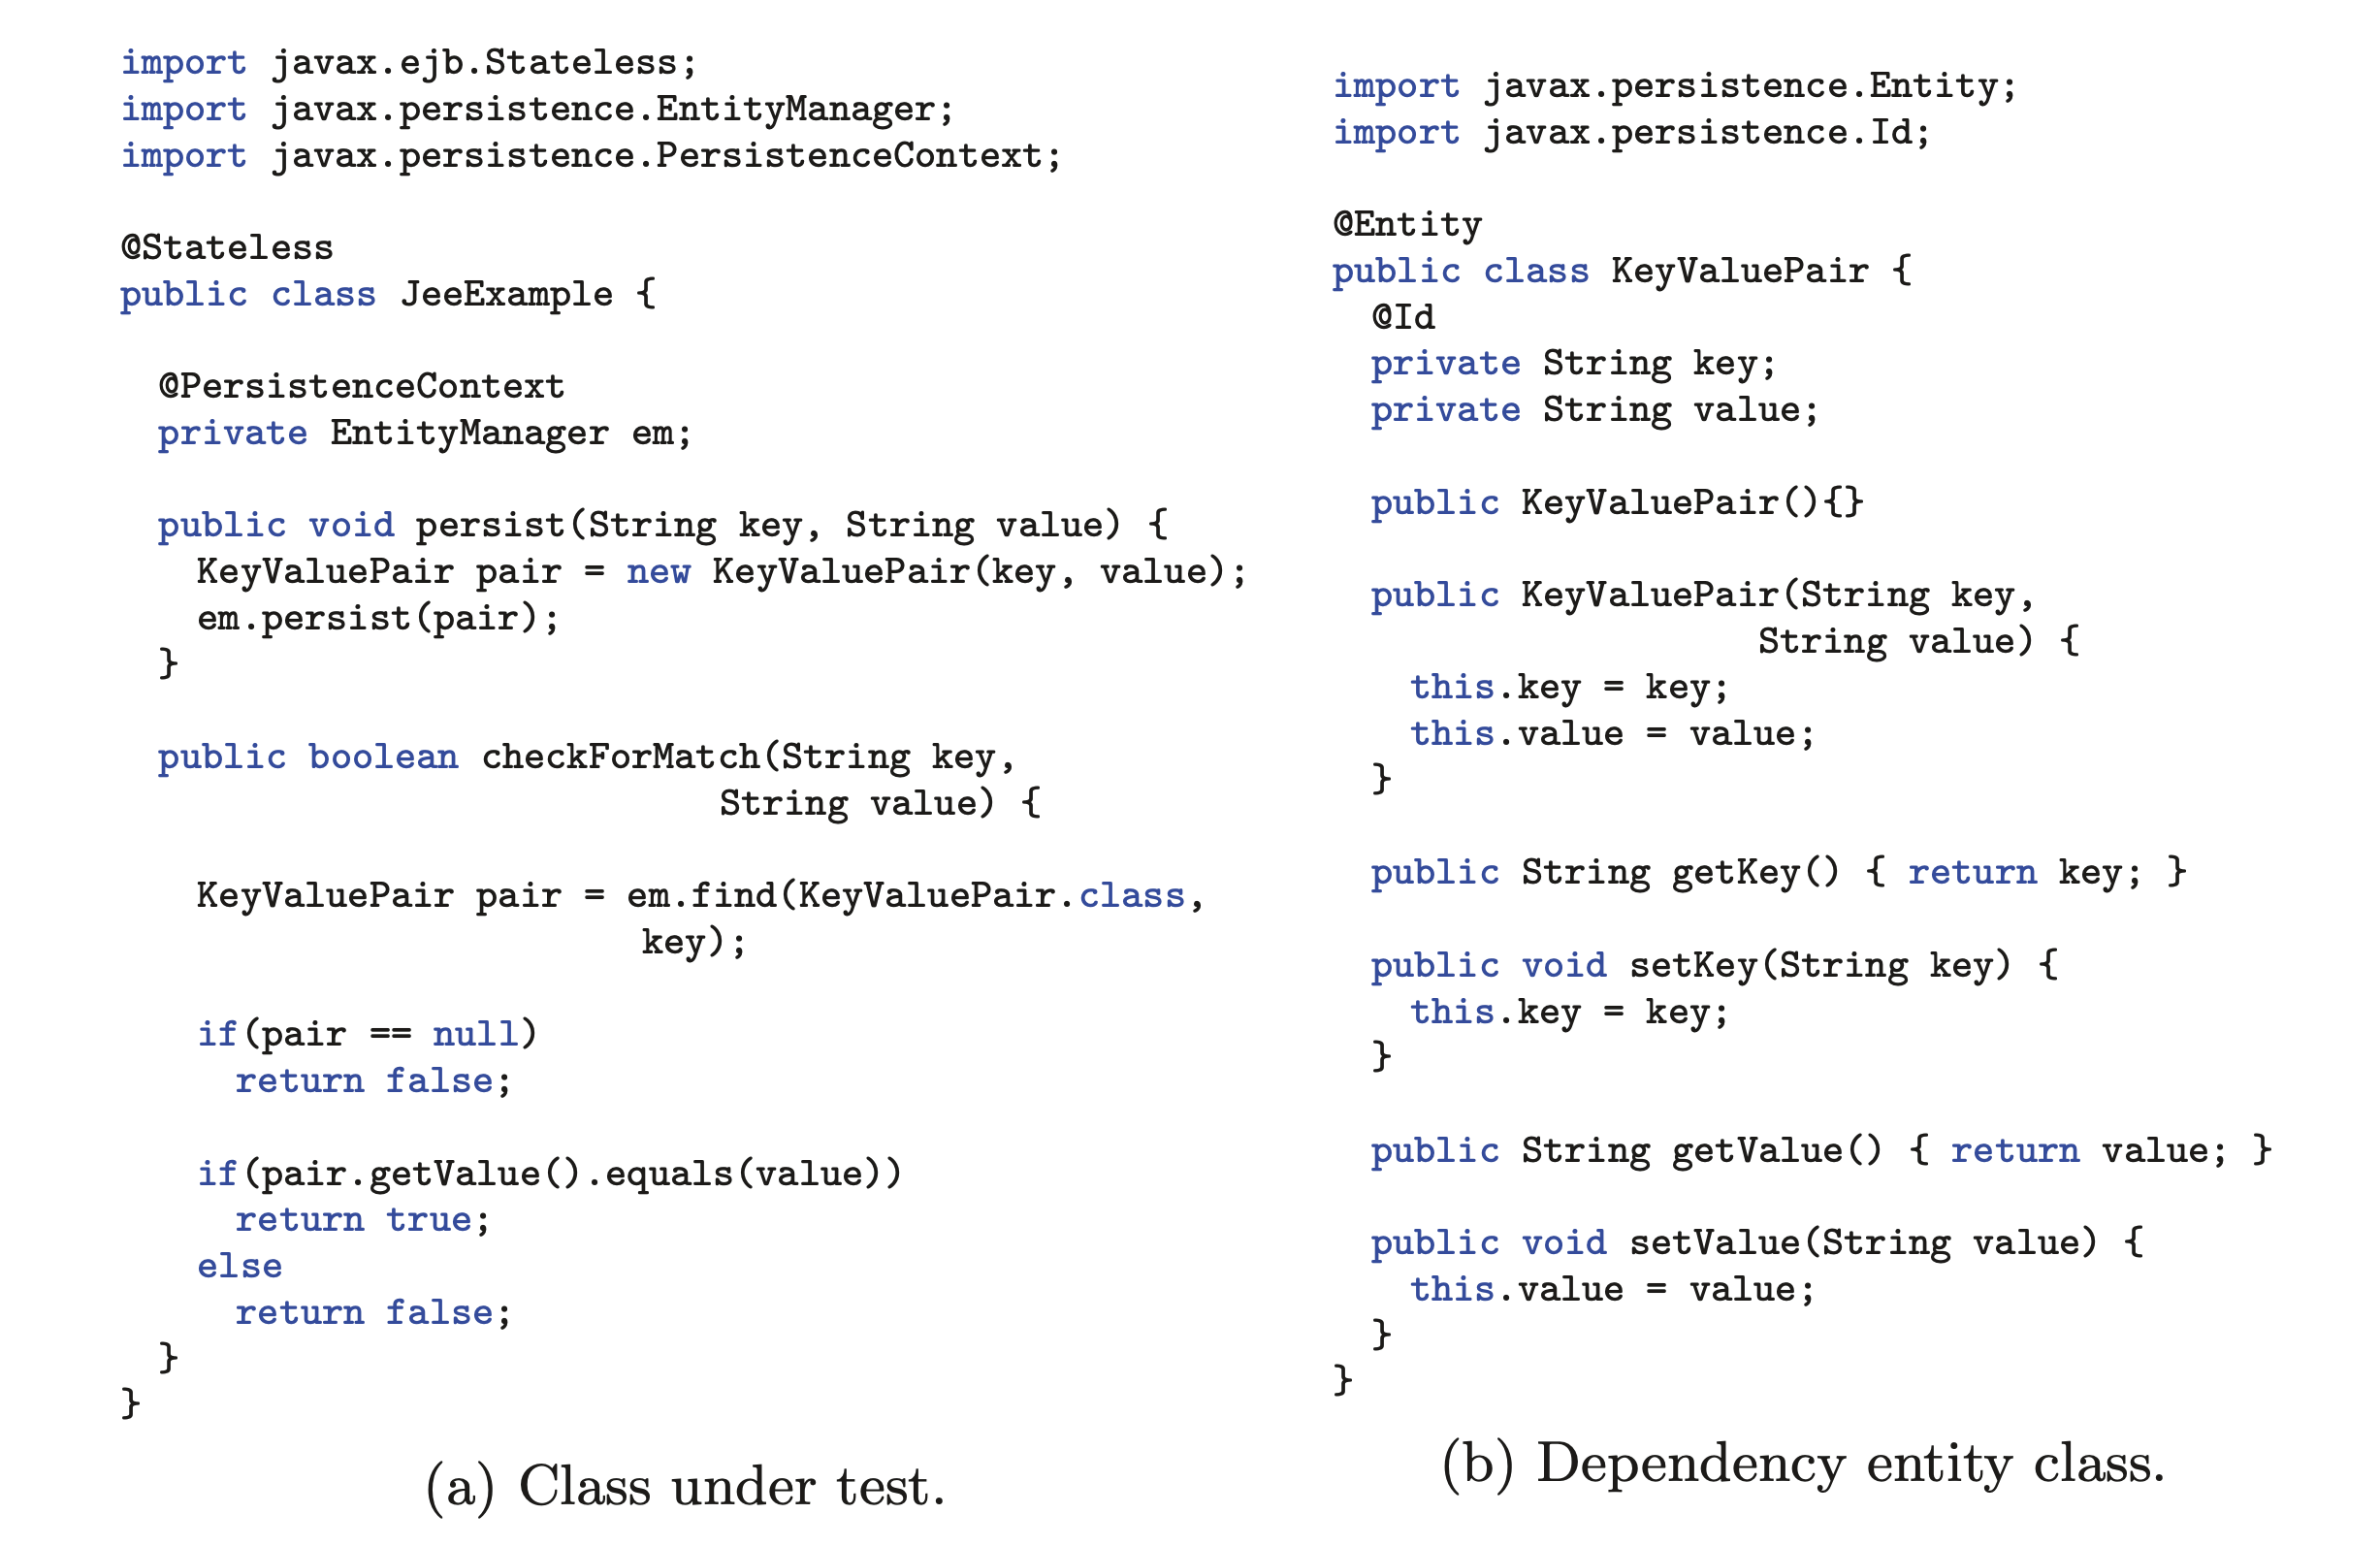 import javax.ejb.Stateless;
import javax.persistence.EntityManager;
import javax.persistence.PersistenceContext;

@Stateless
public class JeeExample {

  @PersistenceContext
  private EntityManager em;

  public void persist(String key, String value) {
    KeyValuePair pair = new KeyValuePair(key, value);
    em.persist(pair);
  }

  public boolean checkForMatch(String key,
                               String value) {

    KeyValuePair pair = em.find(KeyValuePair.class,
                        key);

    if(pair == null)
      return false;

    if(pair.getValue().equals(value))
      return true;
    else
      return false;
  }
}
(a) Class under test.

import javax.persistence.Entity;
import javax.persistence.Id;

@Entity
public class KeyValuePair {
  @Id
  private String key;
  private String value;

  public KeyValuePair(){}

  public KeyValuePair(String key,
                      String value) {
    this.key = key;
    this.value = value;
  }

  public String getKey() { return key; }

  public void setKey(String key) {
    this.key = key;
  }

  public String getValue() { return value; }

  public void setValue(String value) {
    this.value = value;
  }
}
(b) Dependency entity class.